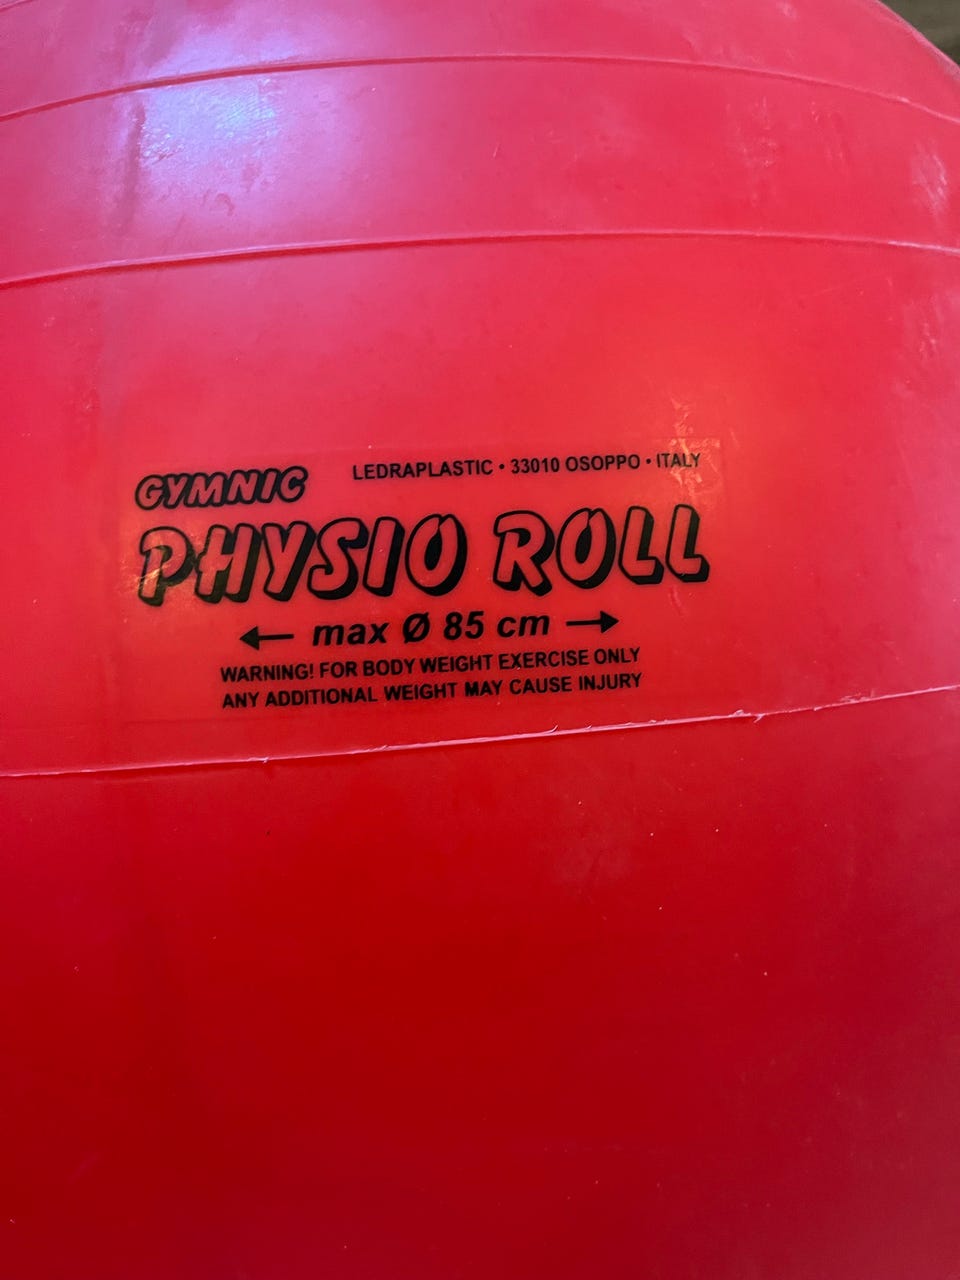 GYMNIC LEDRAPLASTIC • 33010 OSOPPO • ITALY
PHYSIO ROLL
← max Ø 85 cm →
WARNING! FOR BODY WEIGHT EXERCISE ONLY
ANY ADDITIONAL WEIGHT MAY CAUSE INJURY